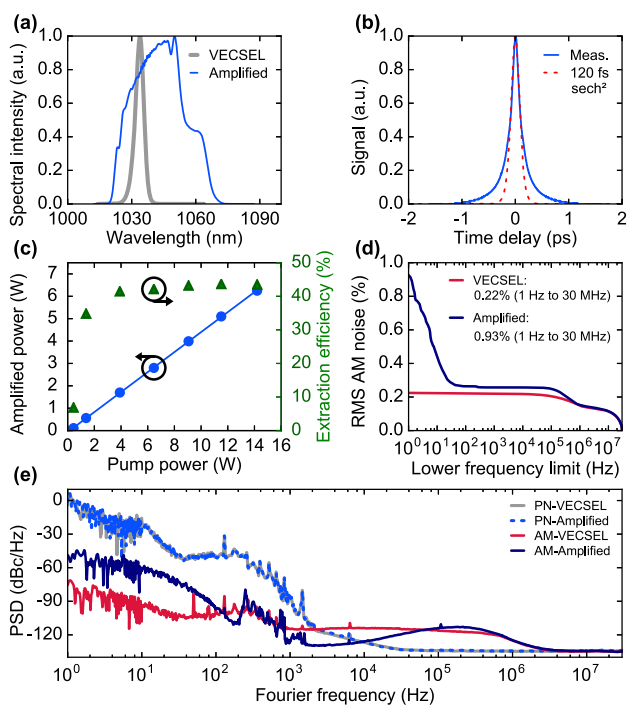 (a)
Spectral intensity (a.u.)
1.0
0.8
0.6
0.4
0.2
0.0
VECSEL
Amplified
1000
1030
1060
1090
Wavelength (nm)
(b)
Signal (a.u.)
1.0
0.8
0.6
0.4
0.2
0.0
Meas.
120 fs
sech²
−2
−1
0
1
2
Time delay (ps)
(c)
Amplified power (W)
7
6
5
4
3
2
1
0
50
40
30
20
10
0
Extraction efficiency (%)
0 2 4 6 8 10 12 14 16
Pump power (W)
(d)
RMS AM noise (%)
1.0
0.8
0.6
0.4
0.2
0.0
VECSEL:
0.22% (1 Hz to 30 MHz)
Amplified:
0.93% (1 Hz to 30 MHz)
10⁰ 10¹ 10² 10³ 10⁴ 10⁵ 10⁶ 10⁷
Lower frequency limit (Hz)
(e)
PSD (dBc/Hz)
0
-30
-60
-90
-120
PN-VECSEL
PN-Amplified
AM-VECSEL
AM-Amplified
10⁰ 10¹ 10² 10³ 10⁴ 10⁵ 10⁶ 10⁷
Fourier frequency (Hz)